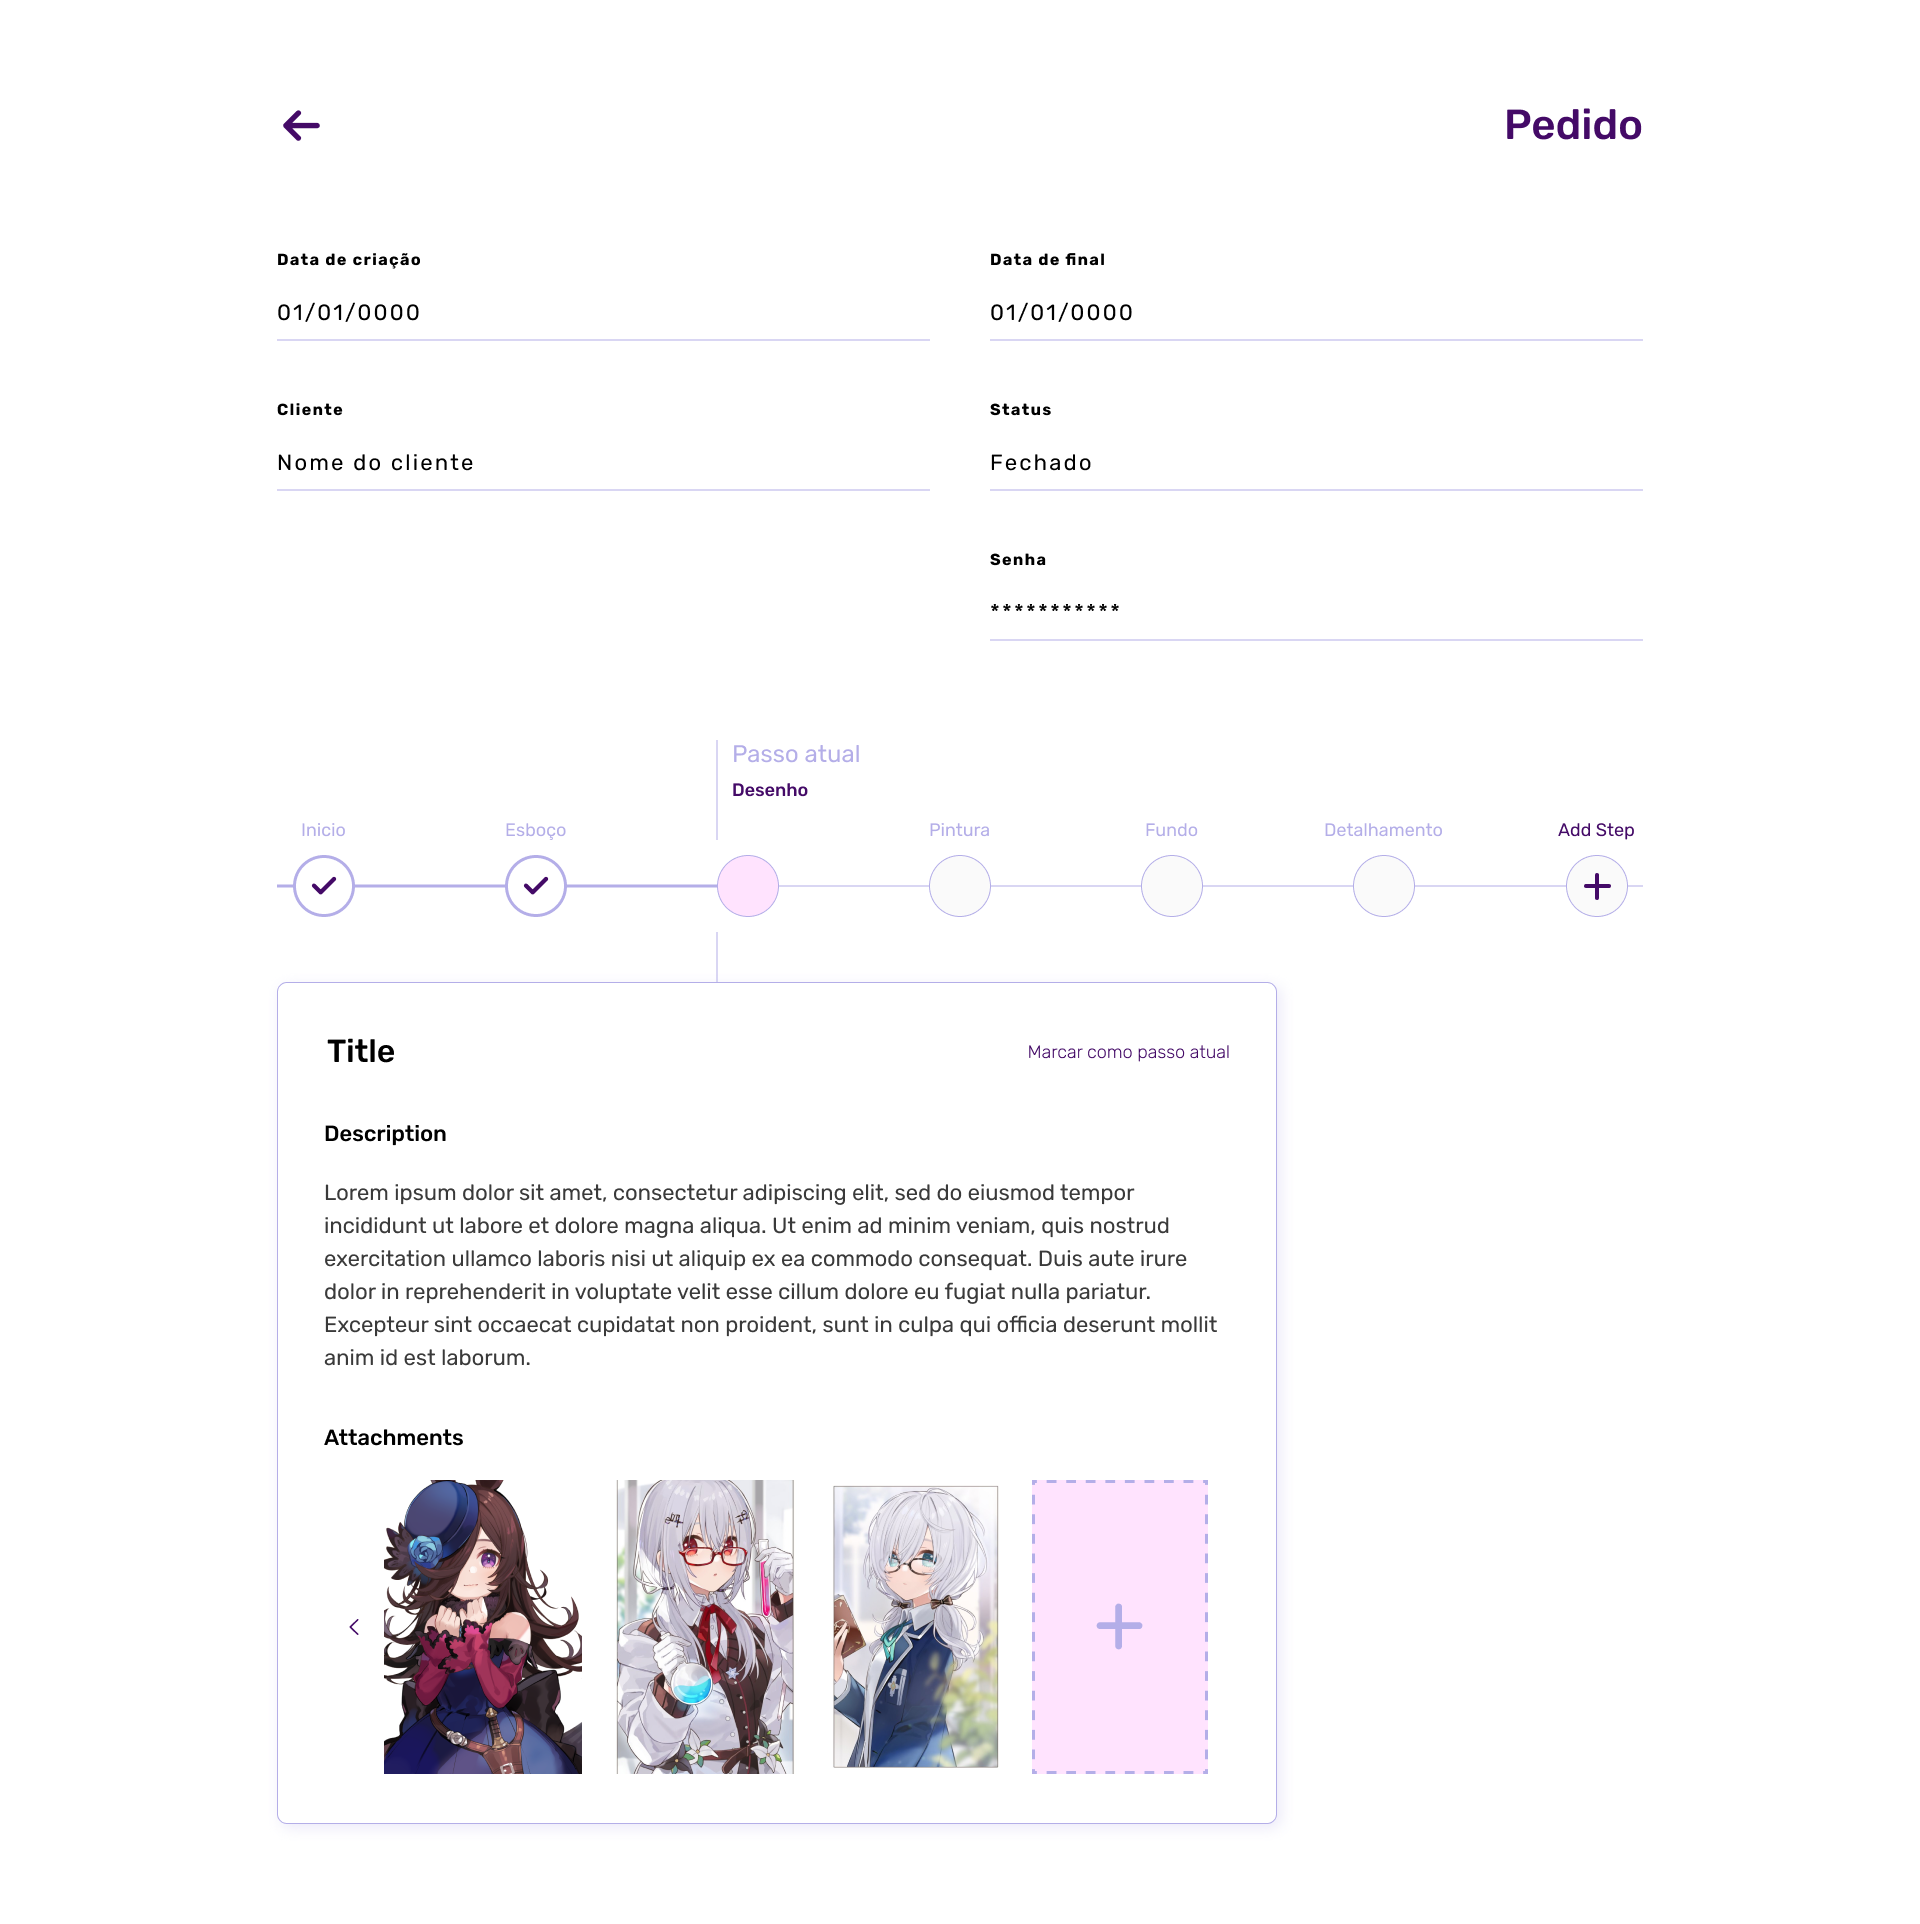 Pedido
Data de criação
Data de final
01/01/0000
01/01/0000
Cliente
Status
Nome do cliente
Fechado
Senha
***********
Passo atual
Desenho
Inicio
Esboço
Pintura
Fundo
Detalhamento
Add Step
Title
Marcar como passo atual
Description
Lorem ipsum dolor sit amet, consectetur adipiscing elit, sed do eiusmod tempor
incididunt ut labore et dolore magna aliqua. Ut enim ad minim veniam, quis nostrud
exercitation ullamco laboris nisi ut aliquip ex ea commodo consequat. Duis aute irure
dolor in reprehenderit in voluptate velit esse cillum dolore eu fugiat nulla pariatur.
Excepteur sint occaecat cupidatat non proident, sunt in culpa qui officia deserunt mollit
anim id est laborum.
Attachments